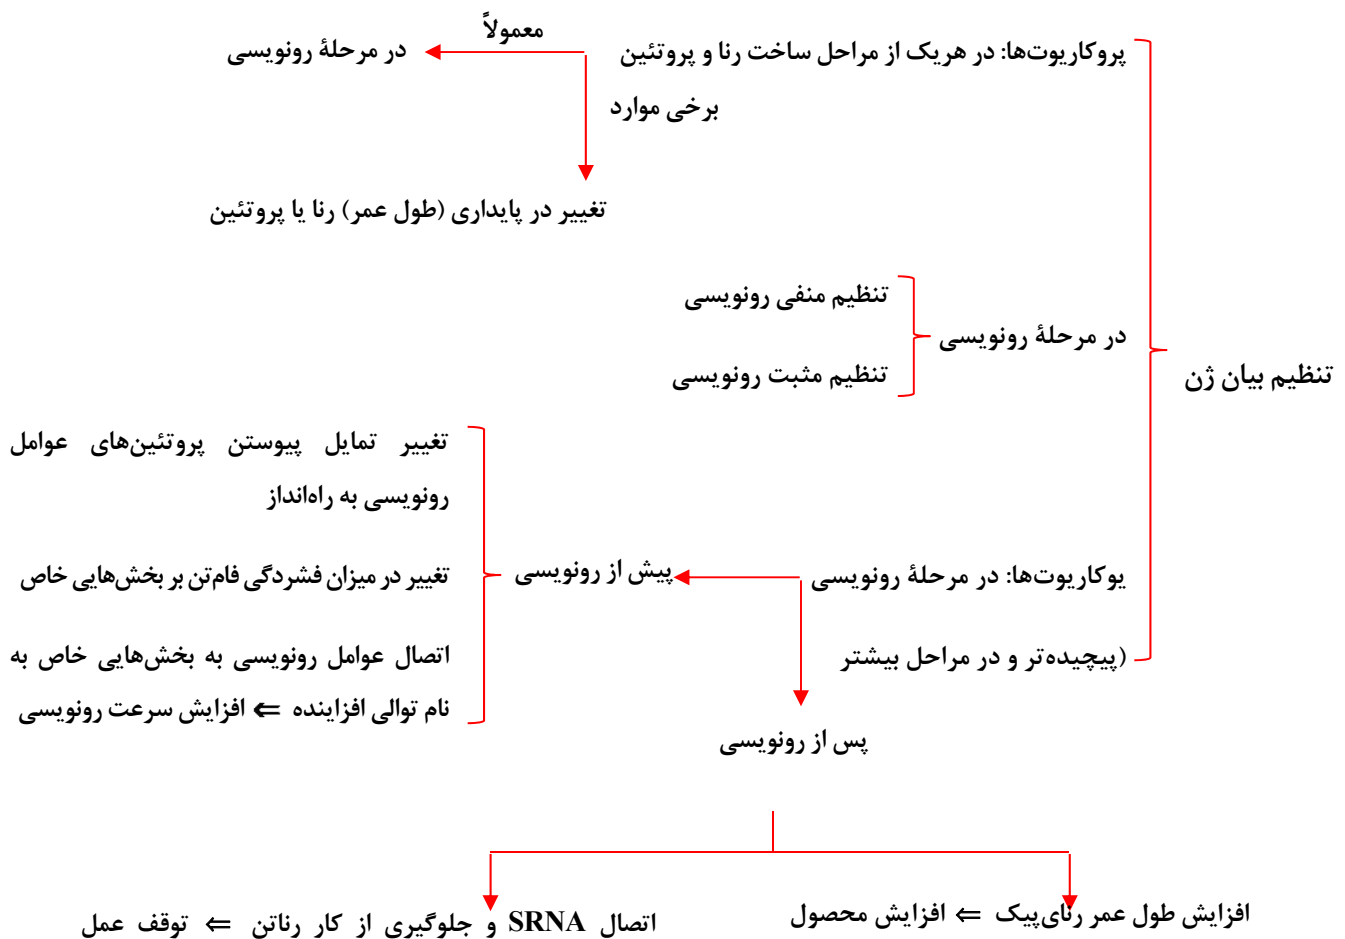 معمولاً
پروکاریوت‌ها: در هریک از مراحل ساخت رنا و پروتئین
در مرحلهٔ رونویسی
برخی موارد
تغییر در پایداری (طول عمر) رنا یا پروتئین
تنظیم منفی رونویسی
در مرحلهٔ رونویسی
تنظیم مثبت رونویسی
تنظیم بیان ژن
تغییر تمایل پیوستن پروتئین‌های عوامل
رونویسی به راه‌انداز
یوکاریوت‌ها: در مرحلهٔ رونویسی
پیش از رونویسی
تغییر در میزان فشردگی فام‌تن بر بخش‌هایی خاص
(پیچیده‌تر و در مراحل بیشتر
اتصال عوامل رونویسی به بخش‌هایی خاص به
نام توالی افزاینده ⇐ افزایش سرعت رونویسی
پس از رونویسی
افزایش طول عمر رنای‌پیک ⇐ افزایش محصول
اتصال SRNA و جلوگیری از کار رناتن ⇐ توقف عمل